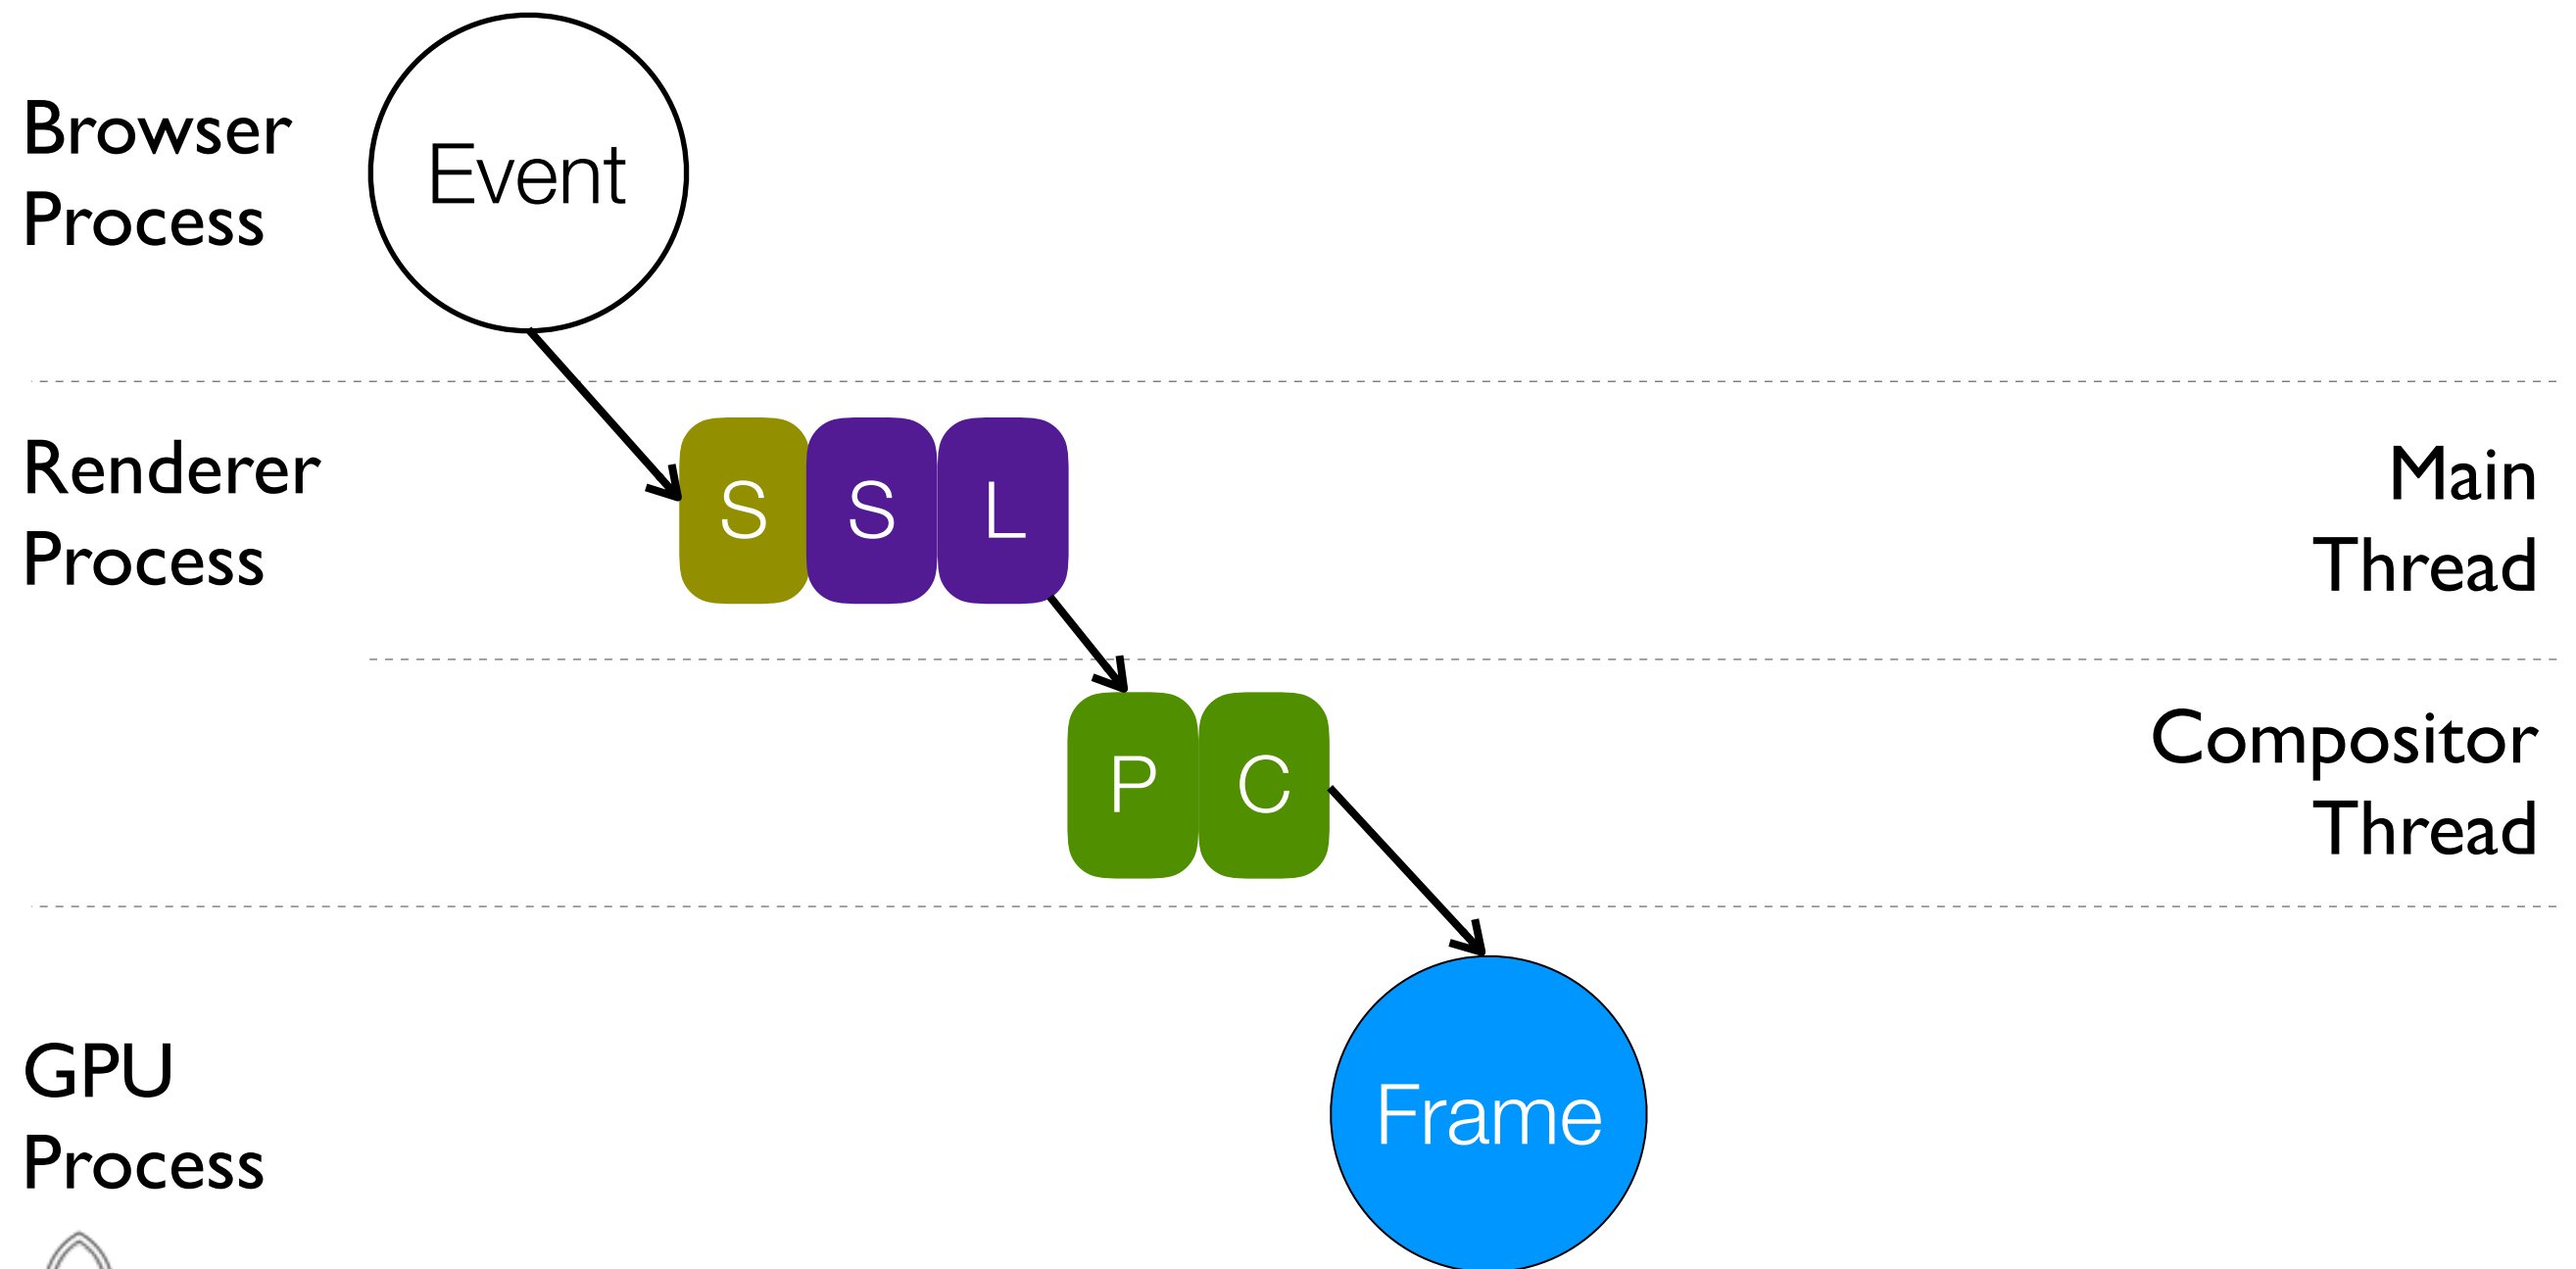 Browser
Process
Event
Renderer
Process
S S L
Main
Thread
P C
Compositor
Thread
GPU
Process
Frame